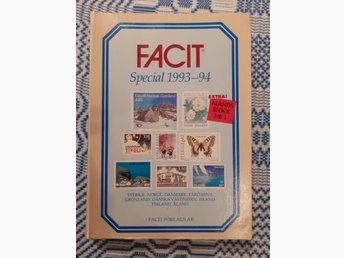 FACIT
Special 1993–94
EXTRA!
ÅLANDS
BLOCK
NR 1
TIVOLI
SVERIGE, NORGE, DANMARK, FÄRÖARNA,
GRÖNLAND, DANSKA VÄSTINDIEN, ISLAND
FINLAND, ÅLAND
FACIT FÖRLAGS AB